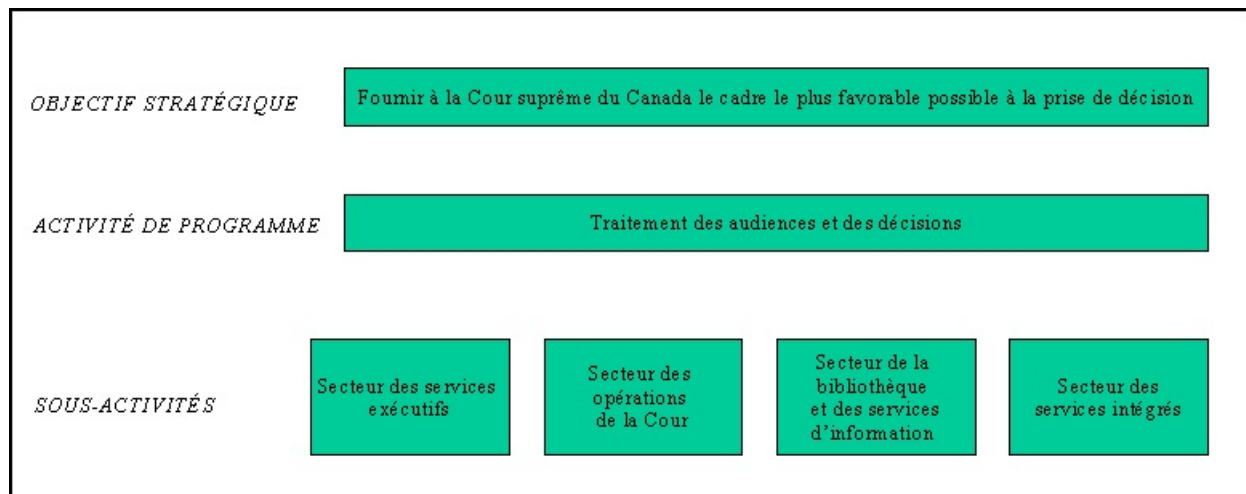 OBJECTIF STRATÉGIQUE
Fournir à la Cour suprême du Canada le cadre le plus favorable possible à la prise de décision
ACTIVITÉ DE PROGRAMME
Traitement des audiences et des décisions
SOUS-ACTIVITÉS
Secteur des services
exécutifs
Secteur des
opérations
de la Cour
Secteur de la
bibliothèque
et des services
d’information
Secteur des
services intégrés